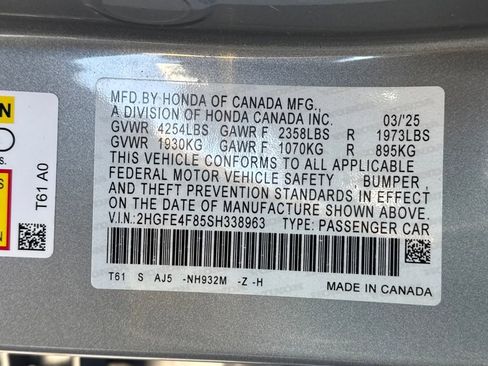 MFD.BY HONDA OF CANADA MFG.,
A DIVISION OF HONDA CANADA INC. 03/'25
GVWR 4254LBS GAWR F 2358LBS R 1973LBS
GVWR 1930KG GAWR F 1070KG R 895KG
THIS VEHICLE CONFORMS TO ALL APPLICABLE
FEDERAL MOTOR VEHICLE SAFETY, BUMPER,
AND THEFT PREVENTION STANDARDS IN EFFECT
ON THE DATE OF MANUFACTURE SHOWN ABOVE.
V.I.N.:2HGFE4F85SH338963 TYPE: PASSENGER CAR
T61 S AJ5 -NH932M -Z -H
MADE IN CANADA
T61 A0